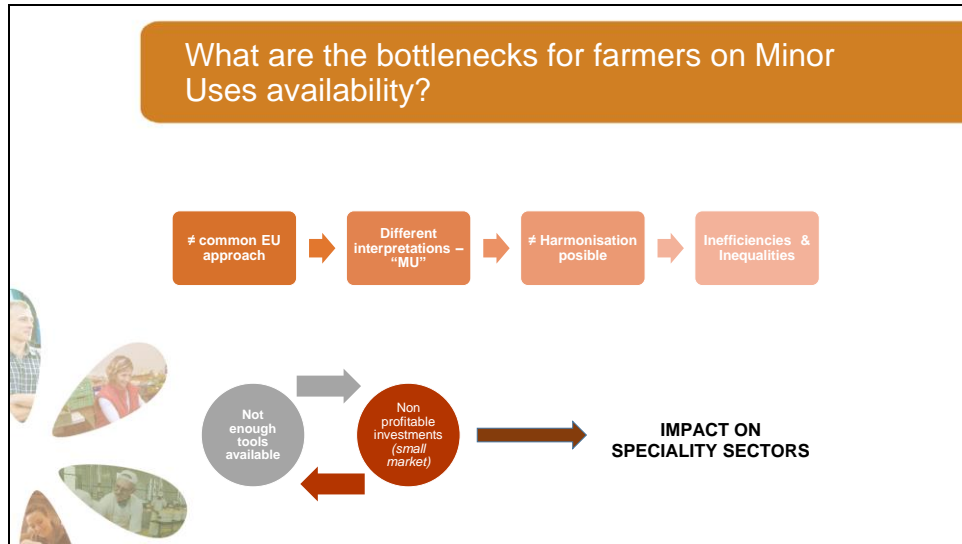 What are the bottlenecks for farmers on Minor
Uses availability?
≠ common EU
approach
Different
interpretations –
“MU”
≠ Harmonisation
posible
Inefficiencies &
Inequalities
Not
enough
tools
available
Non
profitable
investments
(small
market)
IMPACT ON
SPECIALITY SECTORS